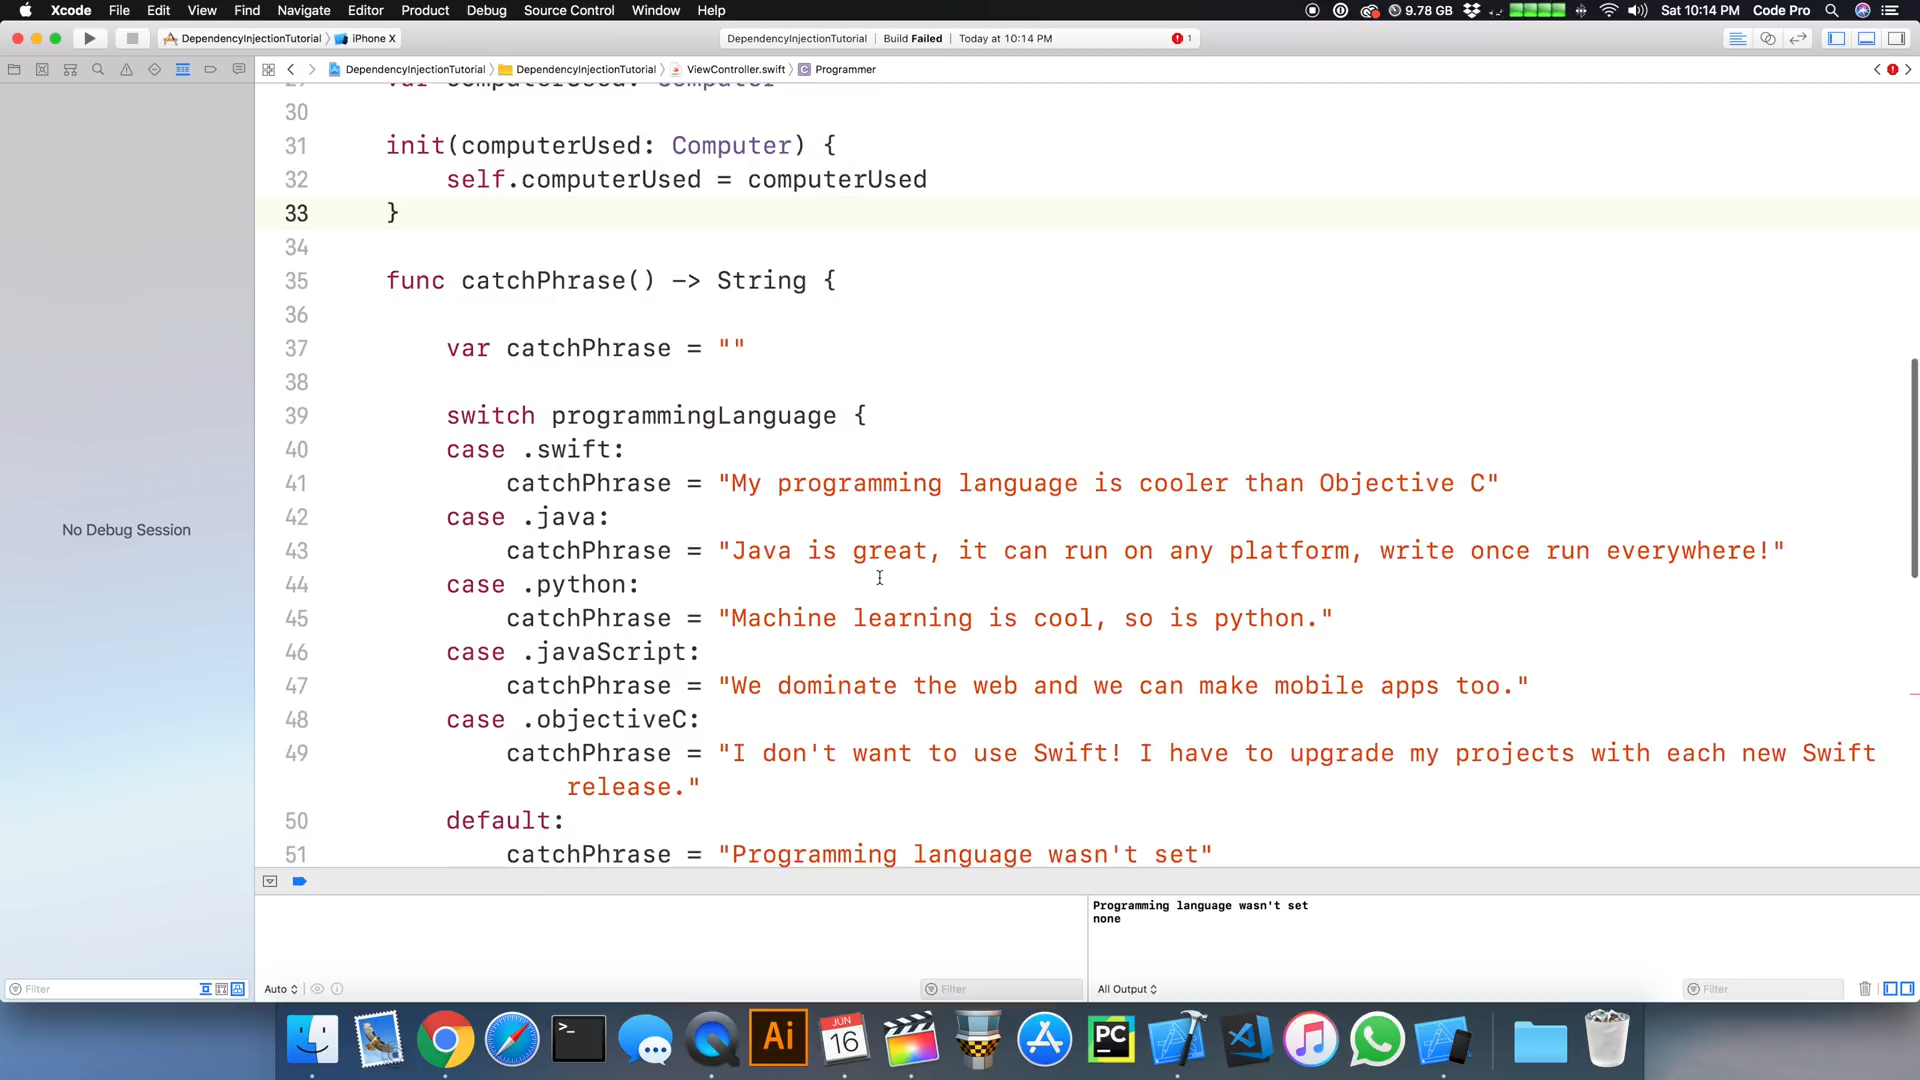 Xcode File Edit View Find Navigate Editor Product Debug Source Control Window Help 9.78 GB Sat 10:14 PM Code Pro
DependencyInjectionTutorial iPhone X DependencyInjectionTutorial Build Failed Today at 10:14 PM 1
DependencyInjectionTutorial DependencyInjectionTutorial ViewController.swift C Programmer
30
31 init(computerUsed: Computer) {
32 self.computerUsed = computerUsed
33 }
34
35 func catchPhrase() -> String {
36
37 var catchPhrase = ""
38
39 switch programmingLanguage {
40 case .swift:
41 catchPhrase = "My programming language is cooler than Objective C"
42 case .java:
43 catchPhrase = "Java is great, it can run on any platform, write once run everywhere!"
44 case .python:
45 catchPhrase = "Machine learning is cool, so is python."
46 case .javaScript:
47 catchPhrase = "We dominate the web and we can make mobile apps too."
48 case .objectiveC:
49 catchPhrase = "I don't want to use Swift! I have to upgrade my projects with each new Swift
release."
50 default:
51 catchPhrase = "Programming language wasn't set"
No Debug Session
Programming language wasn't set
none
Filter Auto Filter All Output Filter
>_ Ai JUN 16 PC